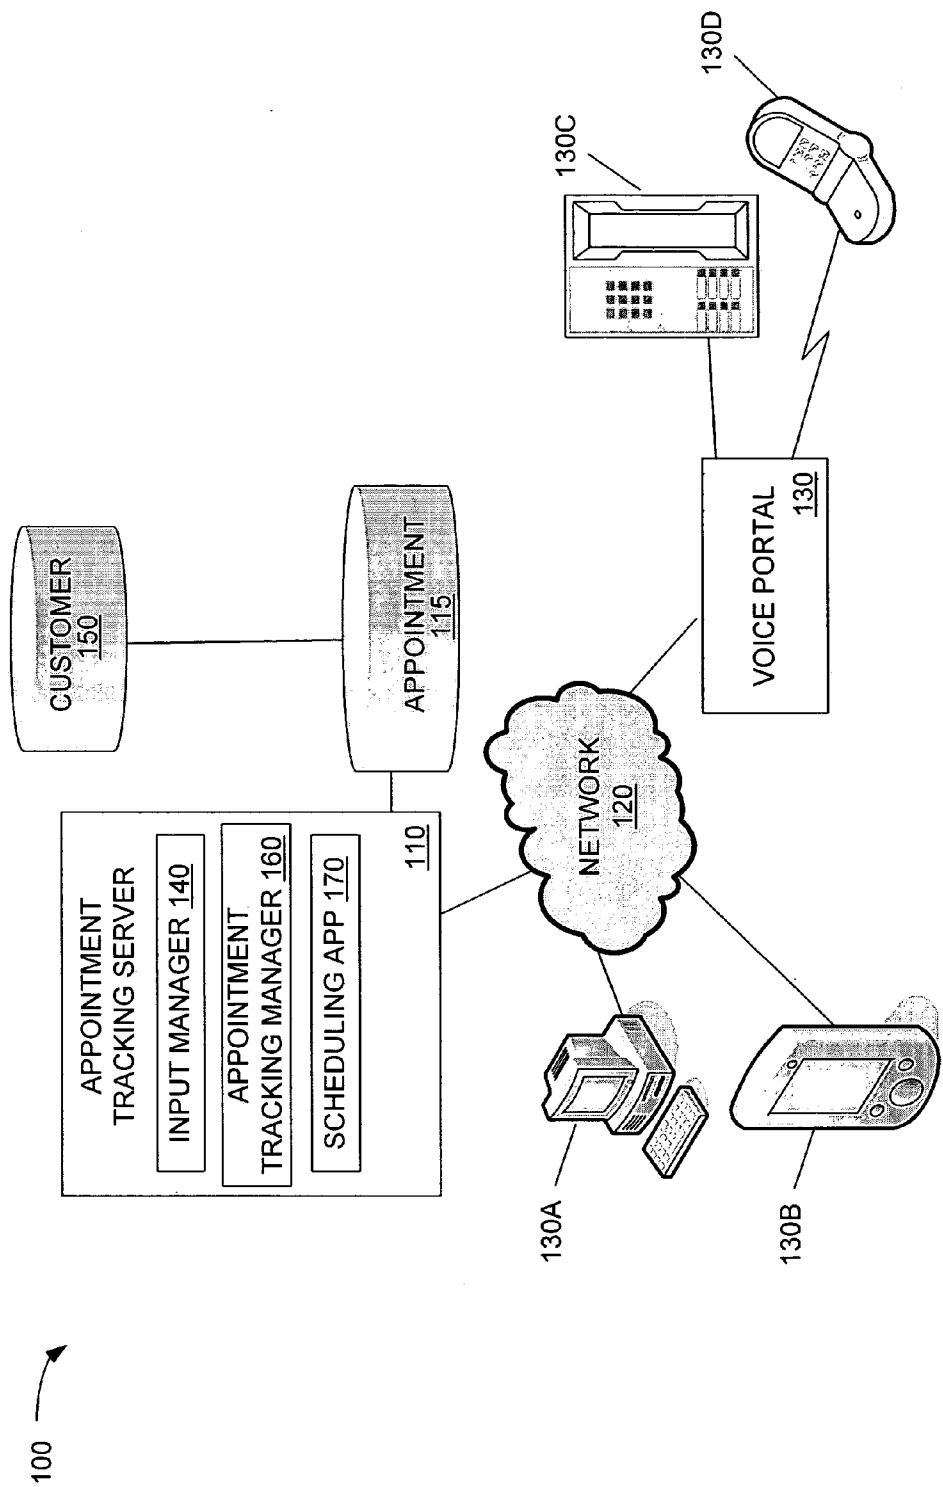 100
APPOINTMENT
TRACKING SERVER
INPUT MANAGER 140
APPOINTMENT
TRACKING MANAGER 160
SCHEDULING APP 170
110
CUSTOMER
150
APPOINTMENT
115
NETWORK
120
130A
130B
VOICE PORTAL
130
130C
130D